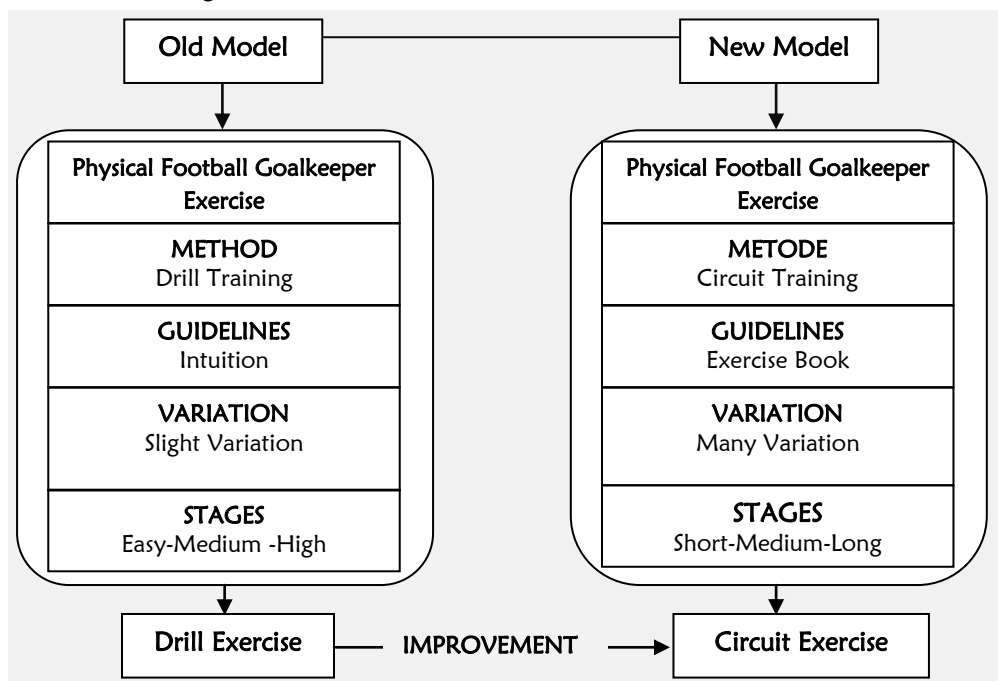 Old Model
New Model
Physical Football Goalkeeper
Exercise
METHOD
Drill Training
GUIDELINES
Intuition
VARIATION
Slight Variation
STAGES
Easy-Medium -High
Physical Football Goalkeeper
Exercise
METODE
Circuit Training
GUIDELINES
Exercise Book
VARIATION
Many Variation
STAGES
Short-Medium-Long
Drill Exercise
IMPROVEMENT
Circuit Exercise